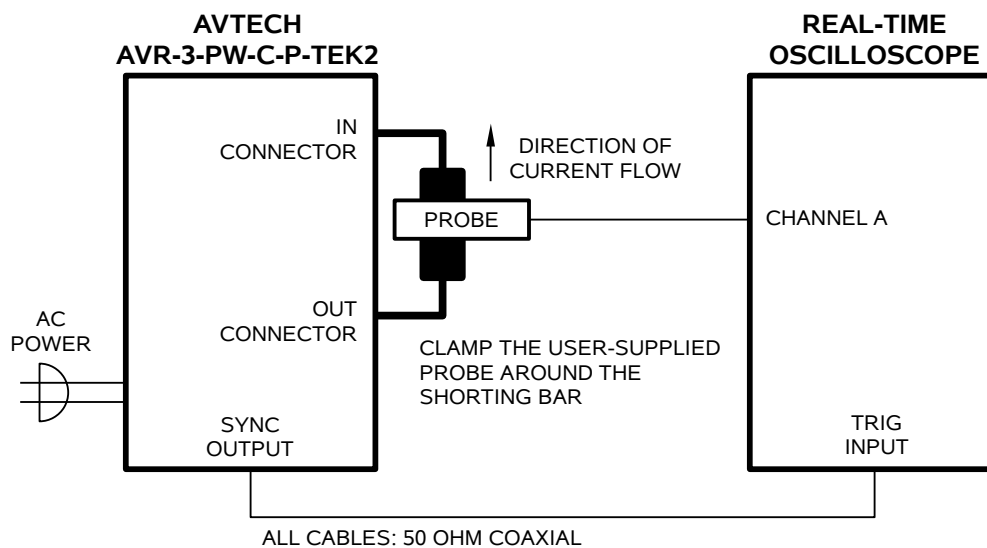 AVTECH
AVR-3-PW-C-P-TEK2
REAL-TIME
OSCILLOSCOPE
IN
CONNECTOR
DIRECTION OF
CURRENT FLOW
PROBE
CHANNEL A
OUT
CONNECTOR
AC
POWER
CLAMP THE USER-SUPPLIED
PROBE AROUND THE
SHORTING BAR
SYNC
OUTPUT
TRIG
INPUT
ALL CABLES: 50 OHM COAXIAL